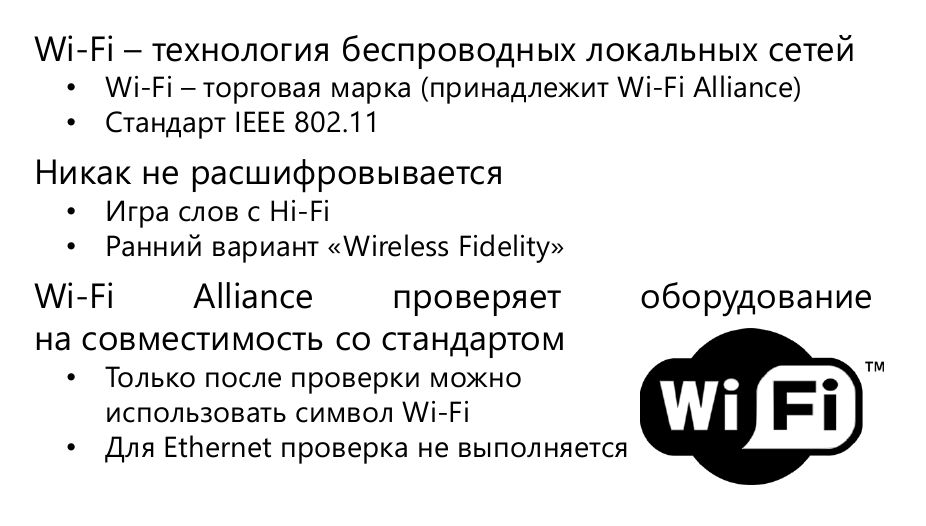 Wi-Fi – технология беспроводных локальных сетей
• Wi-Fi – торговая марка (принадлежит Wi-Fi Alliance)
• Стандарт IEEE 802.11
Никак не расшифровывается
• Игра слов с Hi-Fi
• Ранний вариант «Wireless Fidelity»
Wi-Fi Alliance проверяет оборудование
на совместимость со стандартом
• Только после проверки можно
использовать символ Wi-Fi
• Для Ethernet проверка не выполняется
Wi Fi ™